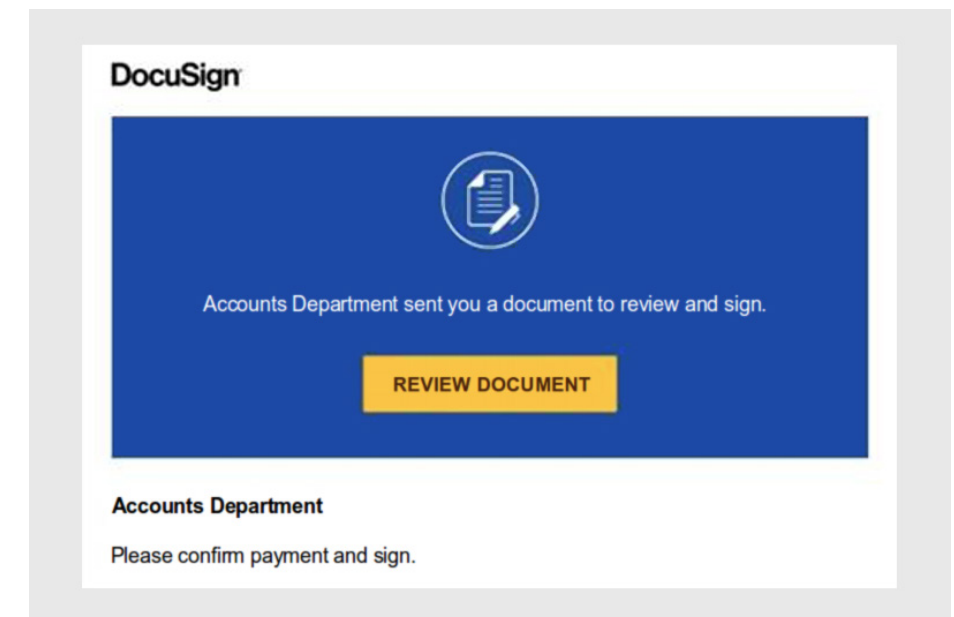 DocuSign
Accounts Department sent you a document to review and sign.
REVIEW DOCUMENT
Accounts Department
Please confirm payment and sign.